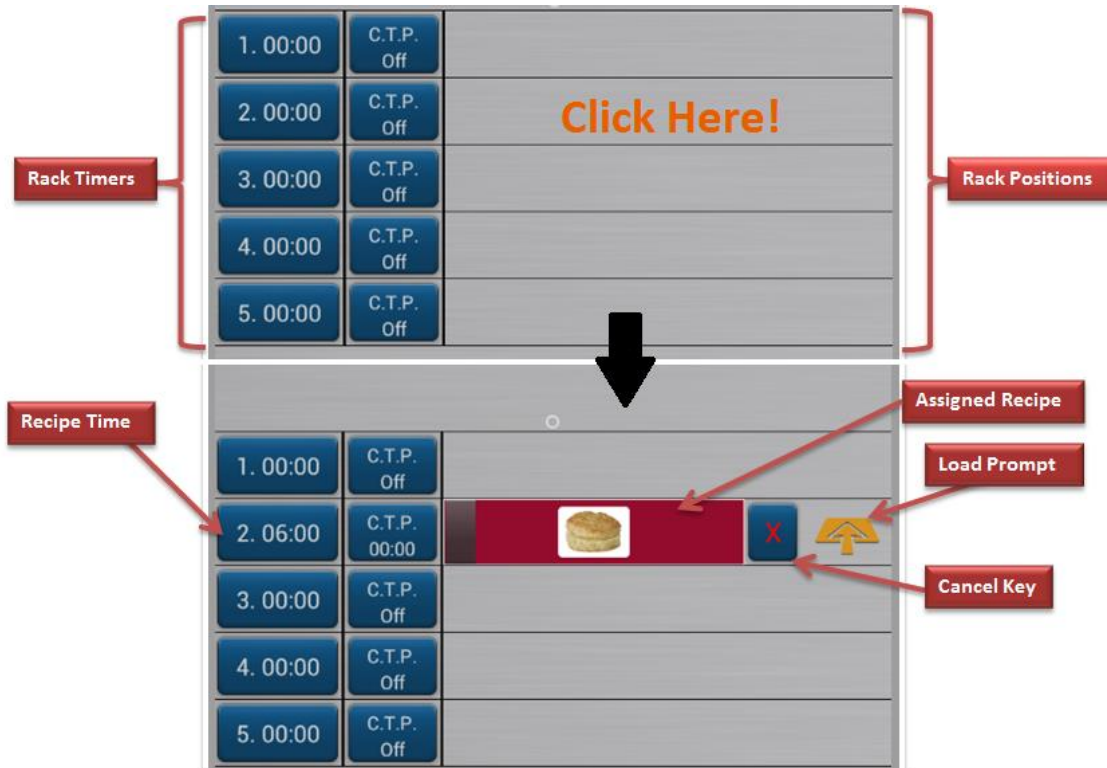 1. 00:00
C.T.P.
Off
2. 00:00
C.T.P.
Off
Click Here!
3. 00:00
C.T.P.
Off
4. 00:00
C.T.P.
Off
5. 00:00
C.T.P.
Off
Rack Timers
Rack Positions
Recipe Time
Assigned Recipe
Load Prompt
Cancel Key
1. 00:00
C.T.P.
Off
2. 06:00
C.T.P.
00:00
X
3. 00:00
C.T.P.
Off
4. 00:00
C.T.P.
Off
5. 00:00
C.T.P.
Off